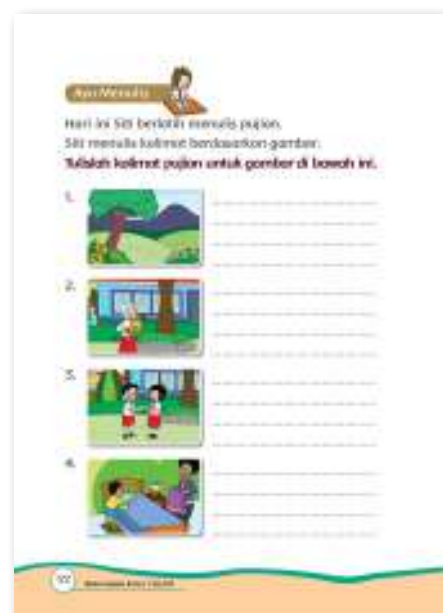 Ayo Menulis
Hari ini Siti berlatih menulis pujian.
Siti menulis kalimat berdasarkan gambar.
Tulislah kalimat pujian untuk gambar di bawah ini.
1.
2.
3.
4.